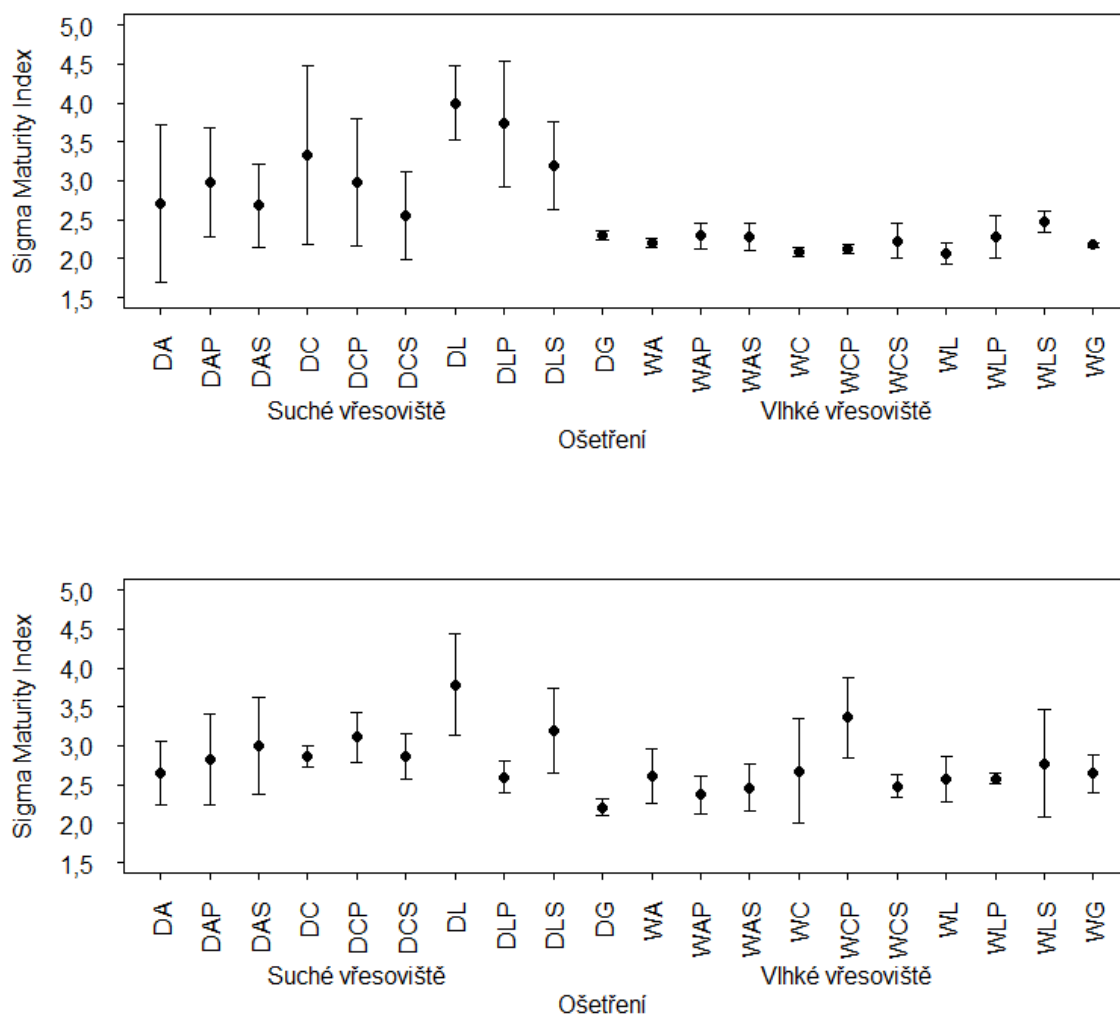 Sigma Maturity Index
5,0
4,5
4,0
3,5
3,0
2,5
2,0
1,5
DA DAP DAS DC DCP DCS DL DLP DLS DG WA WAP WAS WC WCP WCS WL WLP WLS WG
Suché vřesoviště Vlhké vřesoviště
Ošetření
Sigma Maturity Index
5,0
4,5
4,0
3,5
3,0
2,5
2,0
1,5
DA DAP DAS DC DCP DCS DL DLP DLS DG WA WAP WAS WC WCP WCS WL WLP WLS WG
Suché vřesoviště Vlhké vřesoviště
Ošetření